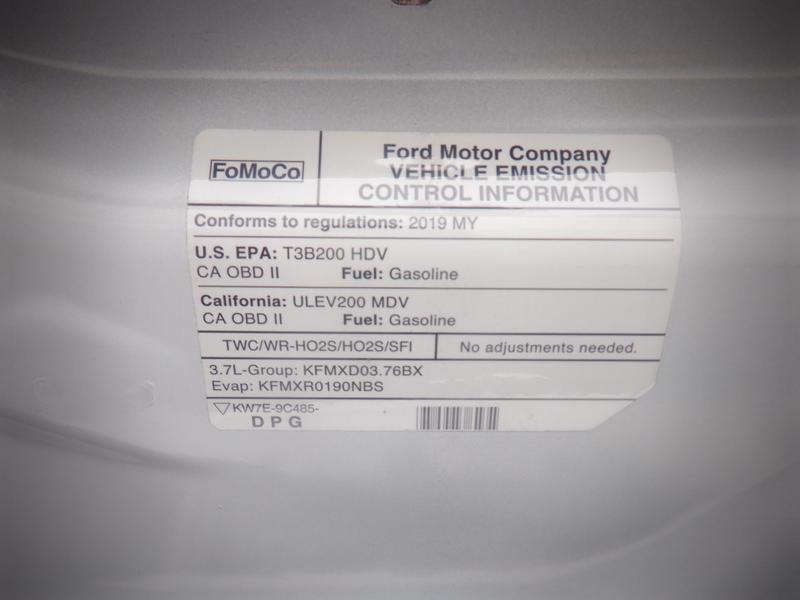 FoMoCo
Ford Motor Company
VEHICLE EMISSION
CONTROL INFORMATION
Conforms to regulations: 2019 MY
U.S. EPA: T3B200 HDV
CA OBD II Fuel: Gasoline
California: ULEV200 MDV
CA OBD II Fuel: Gasoline
TWC/WR-HO2S/HO2S/SFI No adjustments needed.
3.7L-Group: KFMXD03.76BX
Evap: KFMXR0190NBS
KW7E-9C485-
D P G